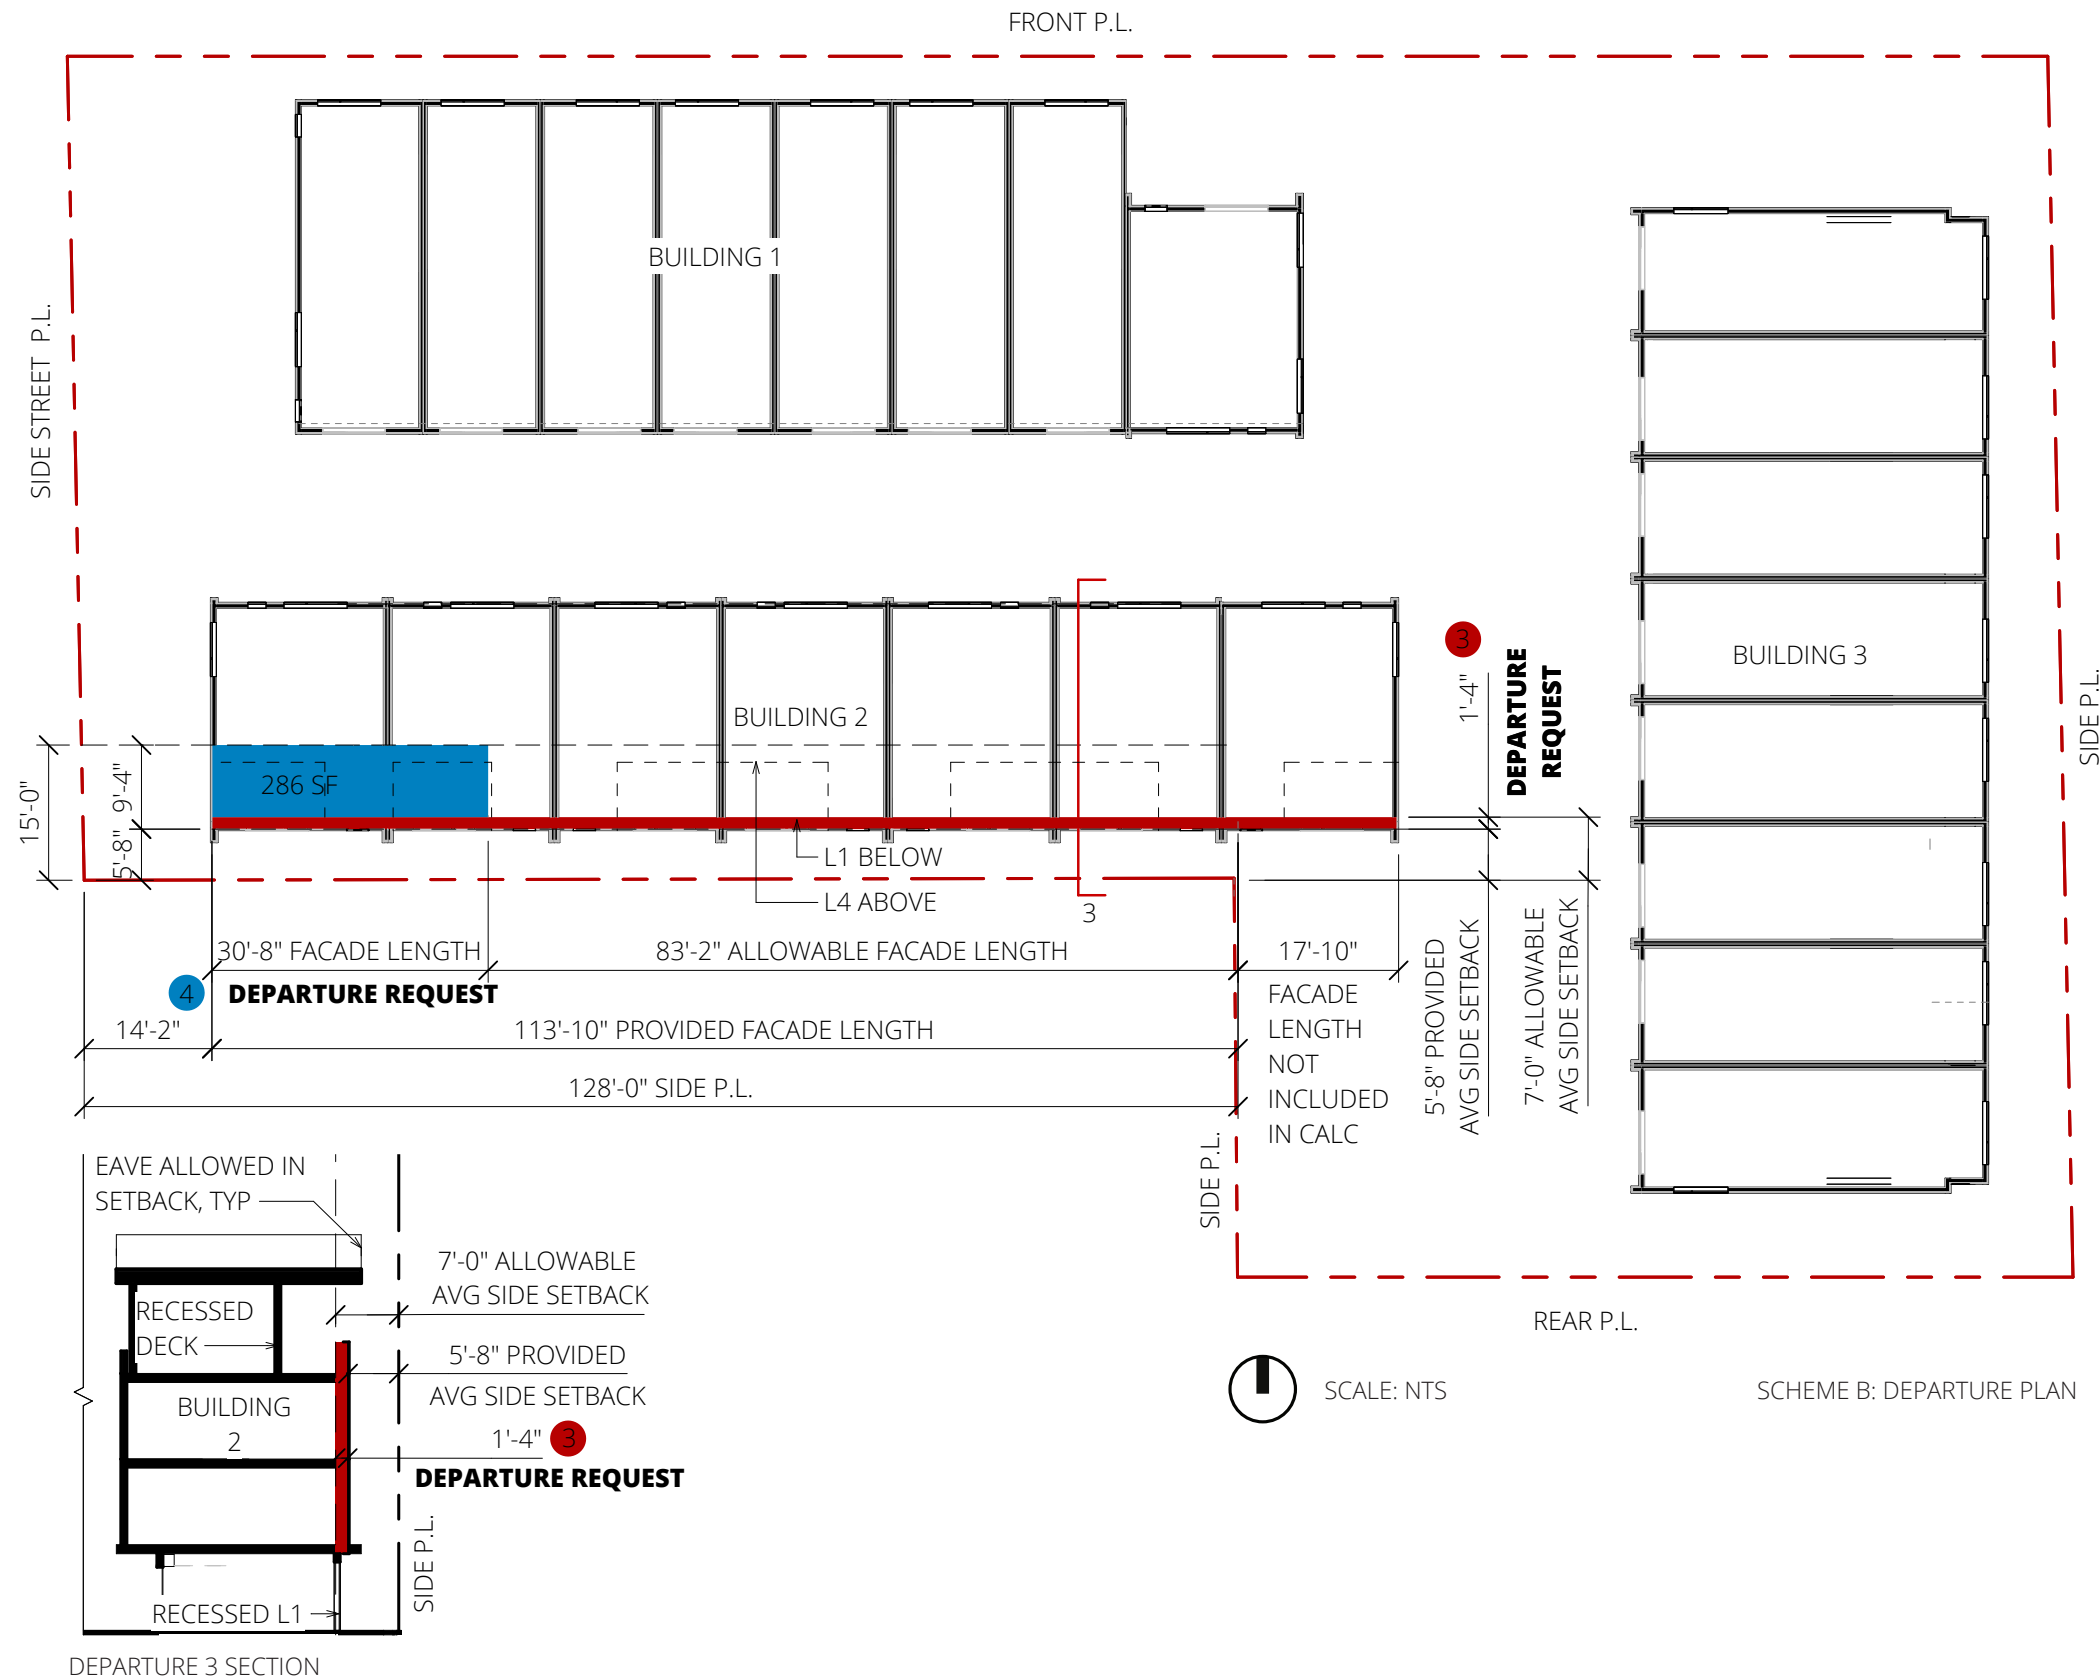 FRONT P.L.
SIDE STREET P.L.
BUILDING 1
BUILDING 2
BUILDING 3
SIDE P.L.
3
1'-4"
DEPARTURE
REQUEST
286 SF
15'-0"
9'-4"
5'-8"
L1 BELOW
L4 ABOVE
3
30'-8" FACADE LENGTH
83'-2" ALLOWABLE FACADE LENGTH
17'-10"
4
DEPARTURE REQUEST
FACADE
LENGTH
NOT
INCLUDED
IN CALC
14'-2"
113'-10" PROVIDED FACADE LENGTH
128'-0" SIDE P.L.
5'-8" PROVIDED
AVG SIDE SETBACK
7'-0" ALLOWABLE
AVG SIDE SETBACK
SIDE P.L.
EAVE ALLOWED IN
SETBACK, TYP
7'-0" ALLOWABLE
AVG SIDE SETBACK
RECESSED
DECK
5'-8" PROVIDED
AVG SIDE SETBACK
BUILDING
2
1'-4"
3
DEPARTURE REQUEST
SIDE P.L.
RECESSED L1
DEPARTURE 3 SECTION
REAR P.L.
SCALE: NTS
SCHEME B: DEPARTURE PLAN